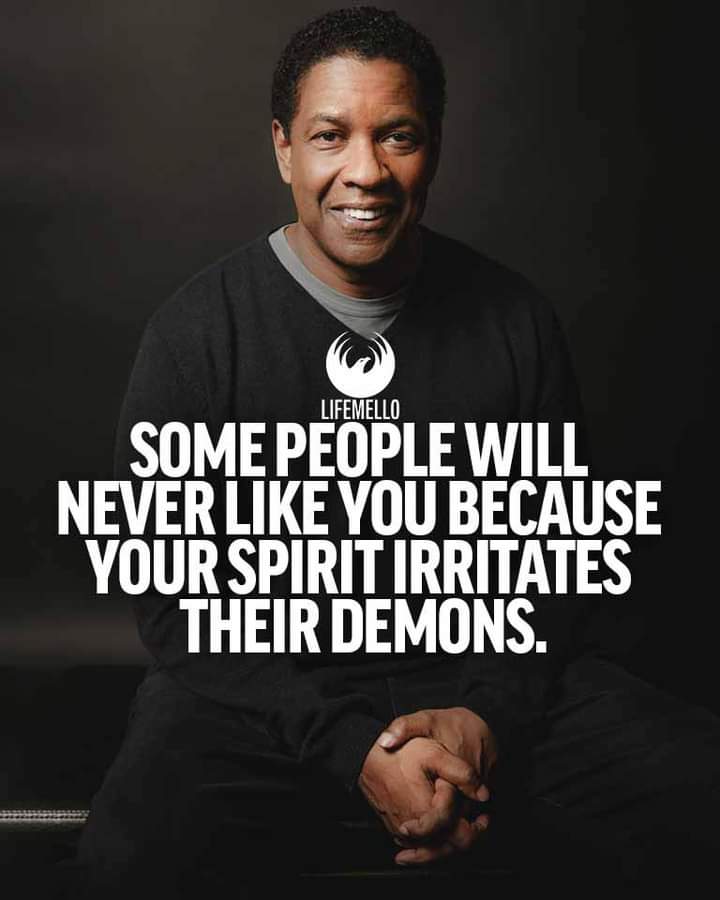 LIFEMELLO
SOME PEOPLE WILL
NEVER LIKE YOU BECAUSE
YOUR SPIRIT IRRITATES
THEIR DEMONS.